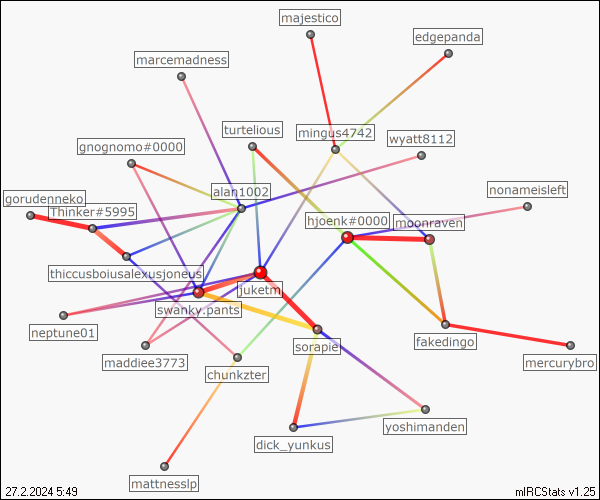 majestico
edgepanda
marcemadness
turtelious
mingus4742
wyatt8112
gnognomo#0000
alan1002
nonameisleft
gorudenneko
Thinker#5995
hjoenk#0000
moonraven
thiccusboiusalexusjoneus
juketm
swanky.pants
neptune01
sorapie
fakedingo
maddiee3773
chunkzter
mercurybro
yoshimanden
dick_yunkus
mattnesslp
27.2.2024 5:49
mIRCStats v1.25